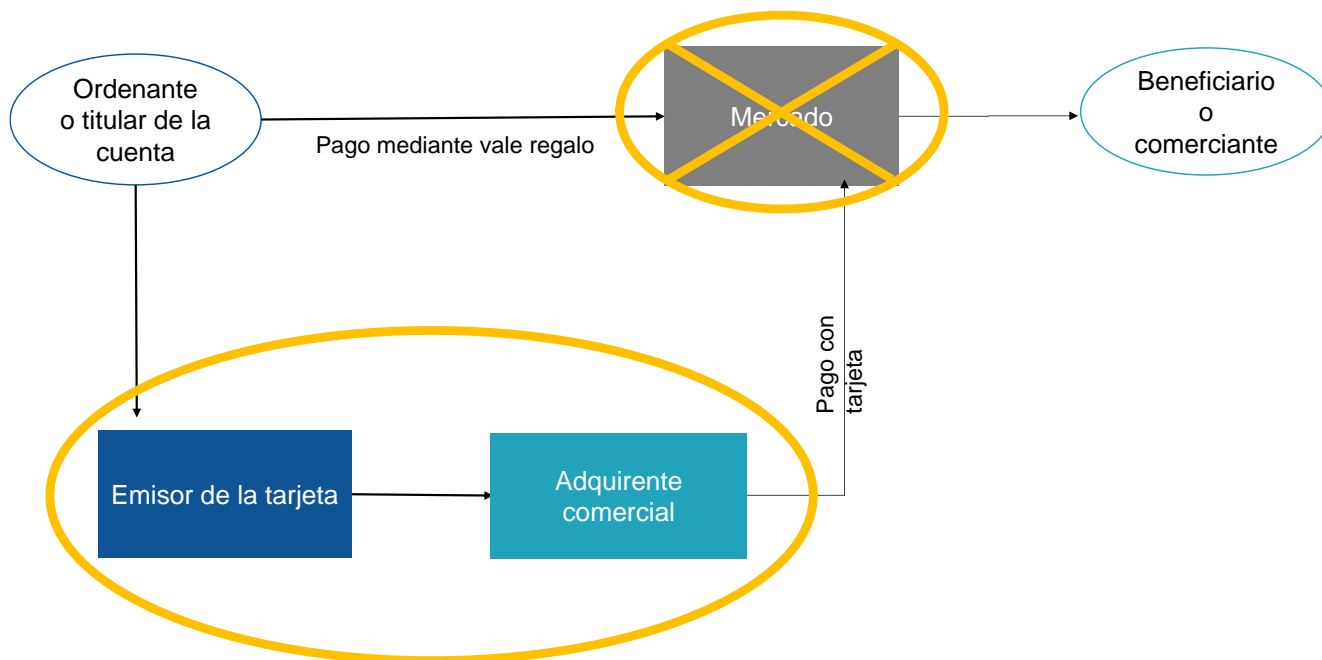 Ordenante
o titular de la
cuenta
Pago mediante vale regalo
Mercado
Beneficiario
o
comerciante
Pago con
tarjeta
Emisor de la tarjeta
Adquirente
comercial